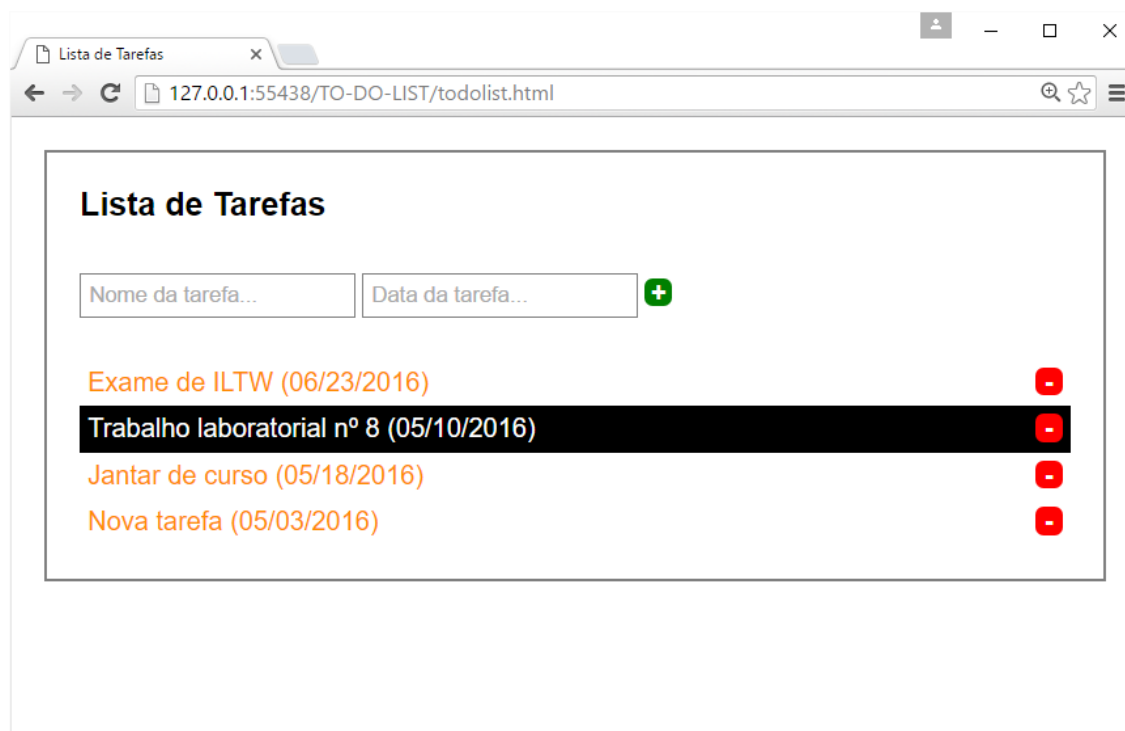 Lista de Tarefas
127.0.0.1:55438/TO-DO-LIST/todolist.html
Lista de Tarefas
Nome da tarefa... Data da tarefa... +
Exame de ILTW (06/23/2016) -
Trabalho laboratorial nº 8 (05/10/2016) -
Jantar de curso (05/18/2016) -
Nova tarefa (05/03/2016) -